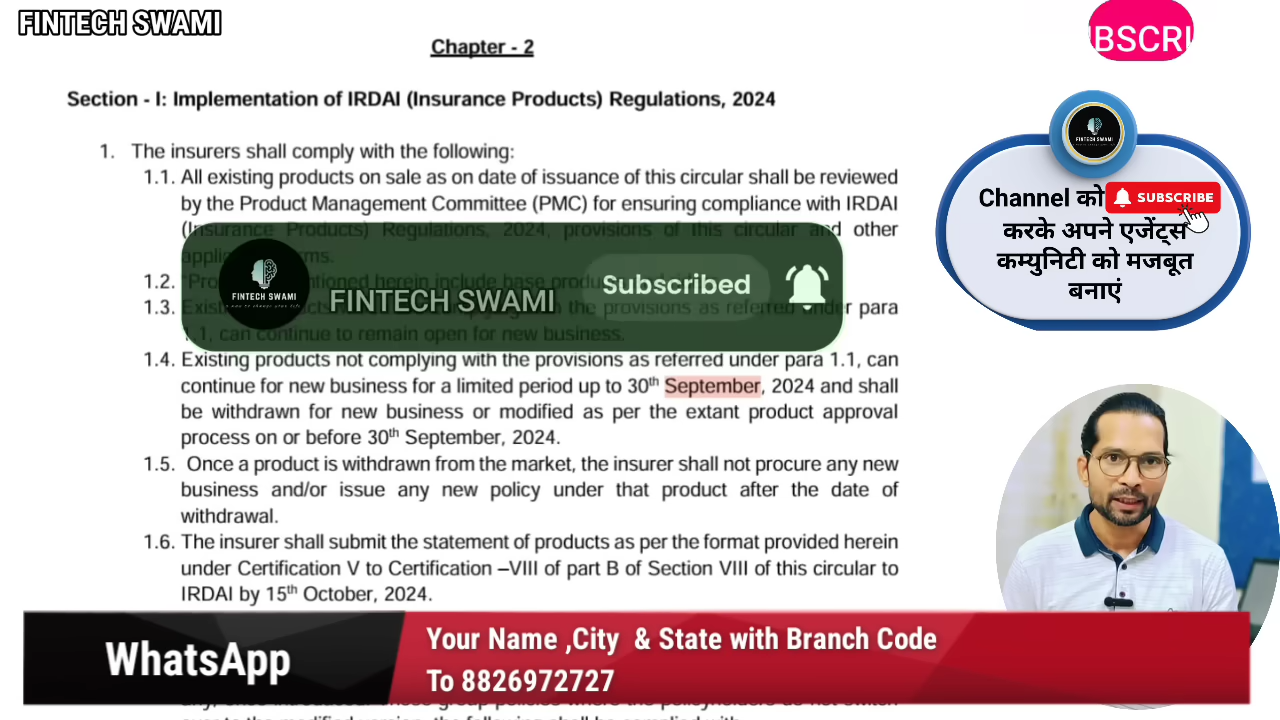 FINTECH SWAMI
BSCRI
Chapter - 2
Section - I: Implementation of IRDAI (Insurance Products) Regulations, 2024
1. The insurers shall comply with the following:
1.1. All existing products on sale as on date of issuance of this circular shall be reviewed
by the Product Management Committee (PMC) for ensuring compliance with IRDAI
(Insurance Products) Regulations, 2024, provisions of this circular and other
1.2.
1.3. the provisions as referred under para
1.1, can continue to remain open for new business.
FINTECH SWAMI
FINTECH SWAMI
Subscribed
1.4. Existing products not complying with the provisions as referred under para 1.1, can
continue for new business for a limited period up to 30th September, 2024 and shall
be withdrawn for new business or modified as per the extant product approval
process on or before 30th September, 2024.
1.5. Once a product is withdrawn from the market, the insurer shall not procure any new
business and/or issue any new policy under that product after the date of
withdrawal.
1.6. The insurer shall submit the statement of products as per the format provided herein
under Certification V to Certification –VIII of part B of Section VIII of this circular to
IRDAI by 15th October, 2024.
FINTECH SWAMI
Channel को SUBSCRIBE
करके अपने एजेंट्स
कम्युनिटी को मजबूत
बनाएं
WhatsApp
Your Name ,City & State with Branch Code
To 8826972727